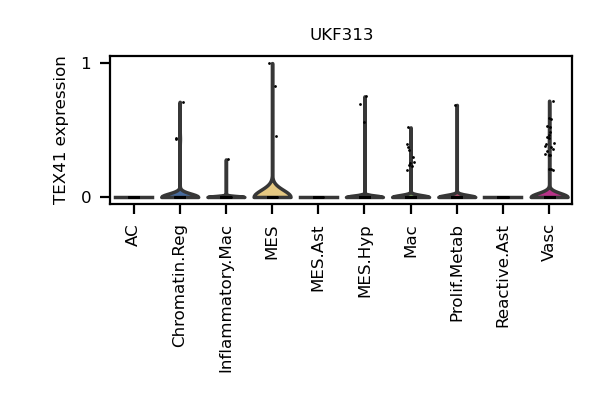 UKF313
TEX41 expression
1
0
AC
Chromatin.Reg
Inflammatory.Mac
MES
MES.Ast
MES.Hyp
Mac
Prolif.Metab
Reactive.Ast
Vasc